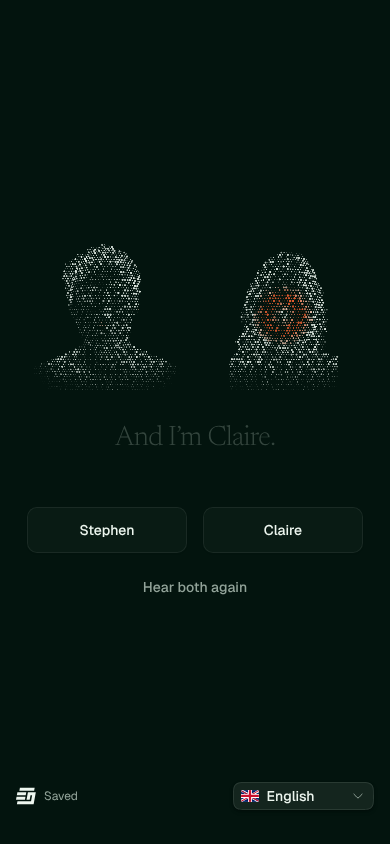 And I’m Claire.
Stephen
Claire
Hear both again
Saved
English